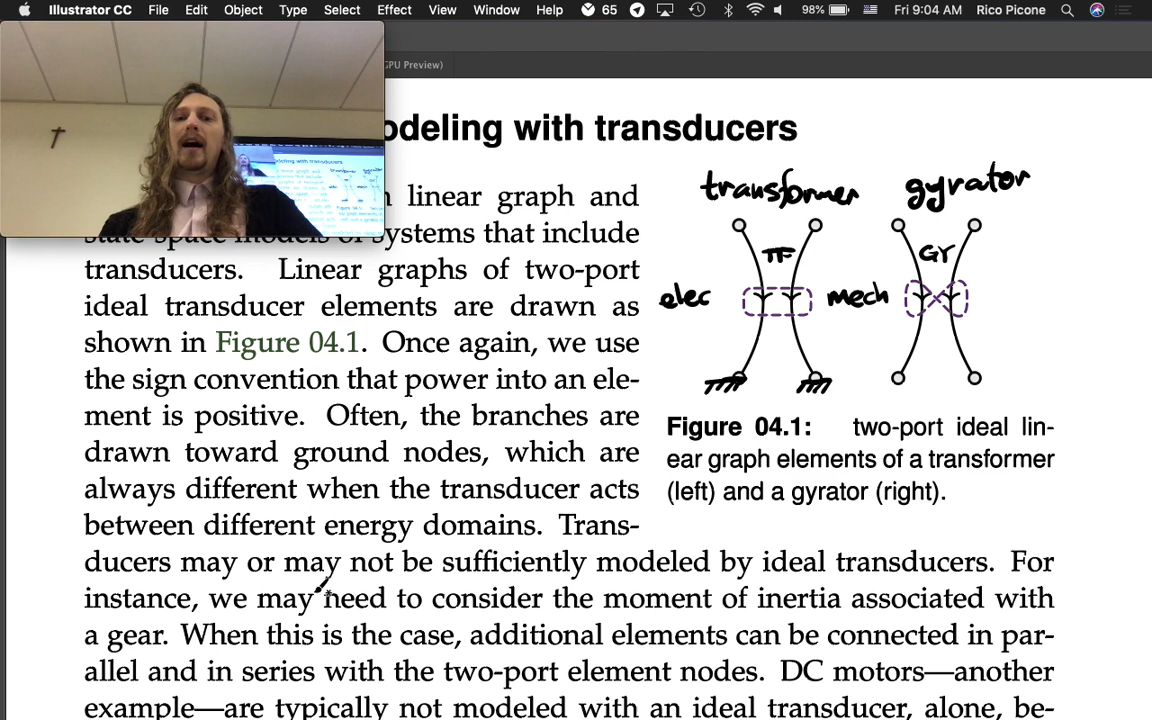 Illustrator CC File Edit Object Type Select Effect View Window Help 65 98% Fri 9:04 AM Rico Picone
GPU Preview)
odeling with transducers
linear graph and
state-space models of systems that include
transducers. Linear graphs of two-port
ideal transducer elements are drawn as
shown in Figure 04.1. Once again, we use
the sign convention that power into an ele-
ment is positive. Often, the branches are
drawn toward ground nodes, which are
always different when the transducer acts
between different energy domains. Trans-
ducers may or may not be sufficiently modeled by ideal transducers. For
instance, we may need to consider the moment of inertia associated with
a gear. When this is the case, additional elements can be connected in par-
allel and in series with the two-port element nodes. DC motors—another
example—are typically not modeled with an ideal transducer, alone, be-
transformer gyrator
TF GY
elec mech
Figure 04.1: two-port ideal lin-
ear graph elements of a transformer
(left) and a gyrator (right).